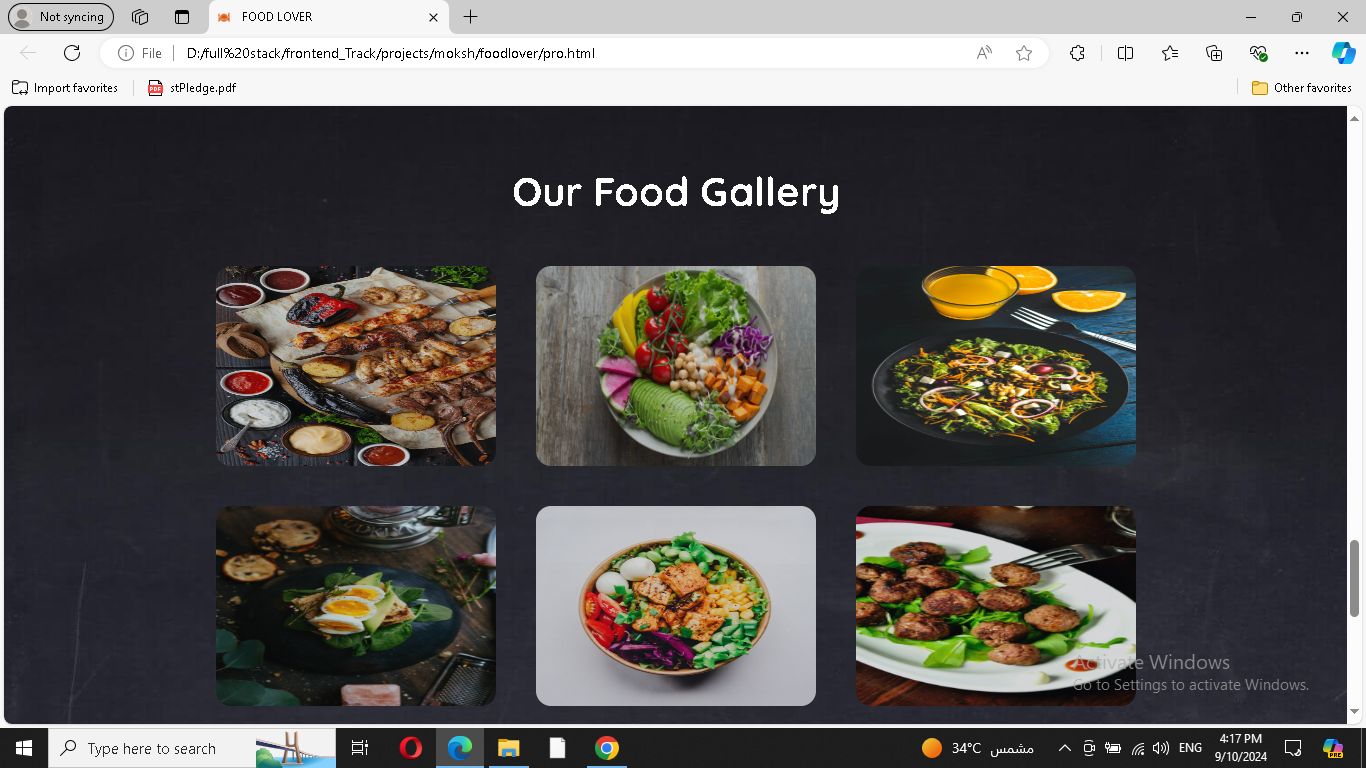 Not syncing
FOOD LOVER
File
D:/full%20stack/frontend_Track/projects/moksh/foodlover/pro.html
Import favorites
PDF
stPledge.pdf
Other favorites
Our Food Gallery
Activate Windows
Go to Settings to activate Windows.
Type here to search
34°C مشمس
ENG
4:17 PM
9/10/2024
PRE